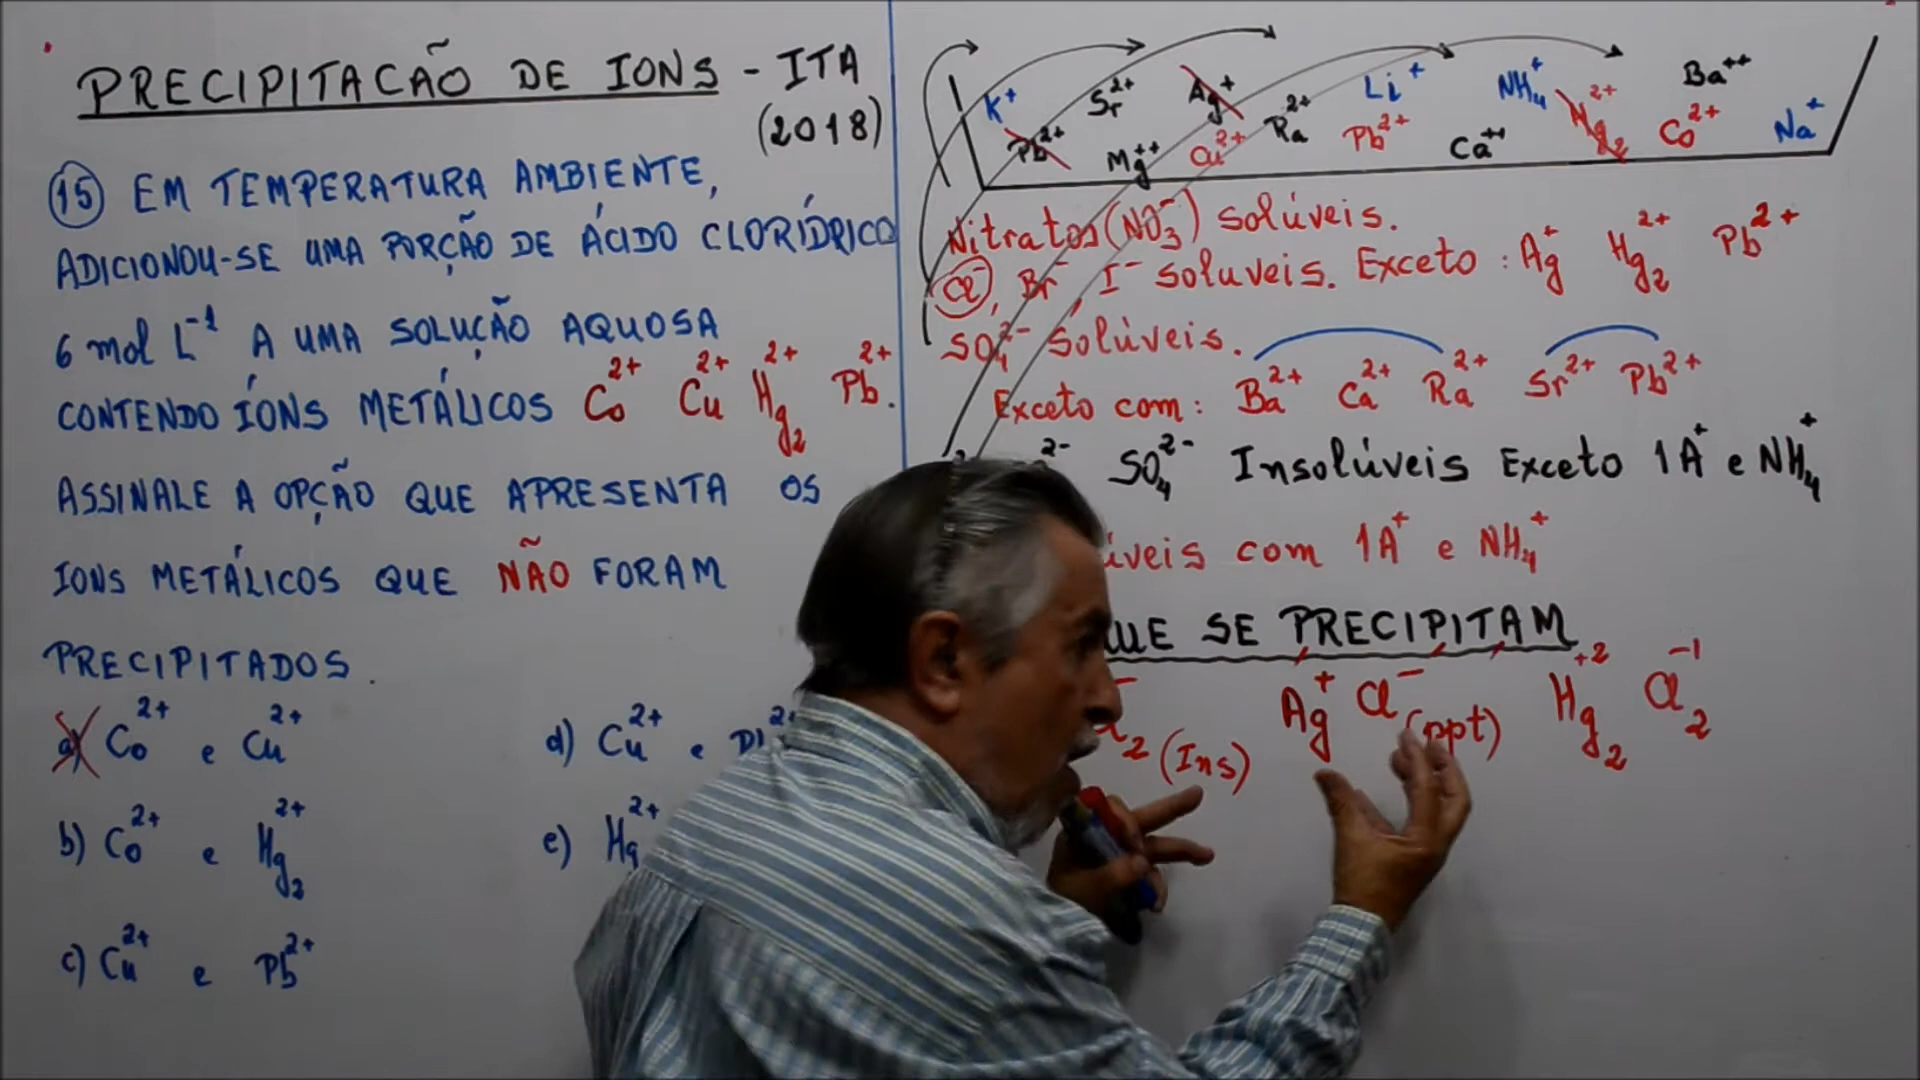 PRECIPITACÃO DE IONS - ITA
(2018)
15 EM TEMPERATURA AMBIENTE,
ADICIONOU-SE UMA PORÇÃO DE ÁCIDO CLORÍDRICO
6 mol L⁻¹ A UMA SOLUÇÃO AQUOSA
CONTENDO ÍONS METÁLICOS Co²⁺ Cu²⁺ Hg₂²⁺ Pb²⁺.
ASSINALE A OPÇÃO QUE APRESENTA OS
IONS METÁLICOS QUE NÃO FORAM
PRECIPITADOS.
a) Co²⁺ e Cu²⁺
b) Co²⁺ e Hg₂²⁺
c) Cu²⁺ e Pb²⁺
d) Cu²⁺ e
e) Hg²⁺
K⁺ Sr²⁺ Ag⁺ Ra²⁺ Li⁺ NH₄⁺ Hg₂²⁺ Ba⁺⁺
Pb²⁺ Mg⁺⁺ Cu²⁺ Pb²⁺ Ca⁺⁺ Co²⁺ Na⁺
Nitratos (NO₃⁻) solúveis.
Cl⁻, Br⁻, I⁻ soluveis. Exceto: Ag⁺ Hg₂²⁺ Pb²⁺
SO₄²⁻ Solúveis.
Exceto com: Ba²⁺ Ca²⁺ Ra²⁺ Sr²⁺ Pb²⁺
SO₄²⁻ Insolúveis Exceto 1A⁺ e NH₄⁺
úveis com 1A⁺ e NH₄⁺
QUE SE PRECIPITAM
₂ (Ins) Ag⁺ Cl⁻ (ppt) Hg₂⁺² Cl₂⁻¹